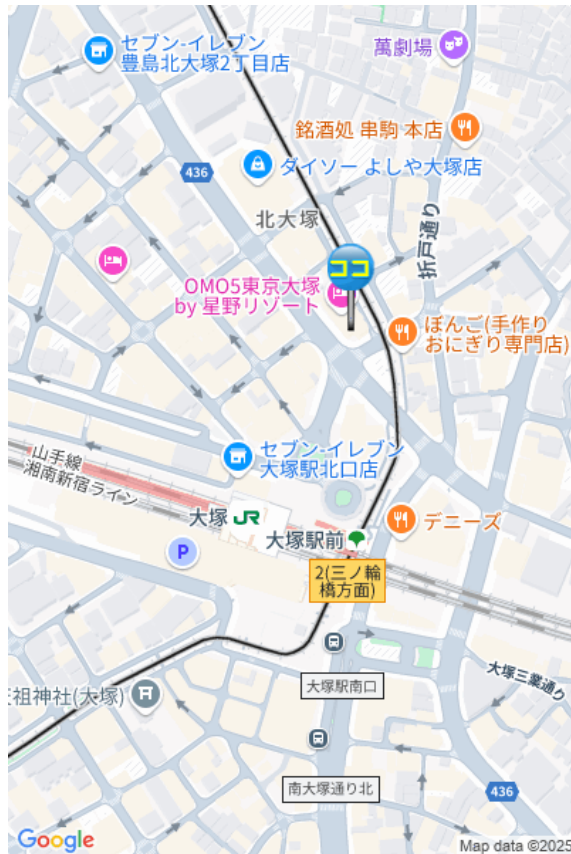 セブン-イレブン
豊島北大塚2丁目店
萬劇場
銘酒処 串駒 本店
ダイソー よしや大塚店
436
北大塚
折戸通り
ココ
OMO5東京大塚
by 星野リゾート
ぼんご(手作り
おにぎり専門店)
セブン-イレブン
大塚駅北口店
山手線
湘南新宿ライン
大塚 JR
デニーズ
大塚駅前
P
2(三ノ輪
橋方面)
大塚三業通り
大塚駅南口
祖神社(大塚)
南大塚通り北
436
Google
Map data ©2025